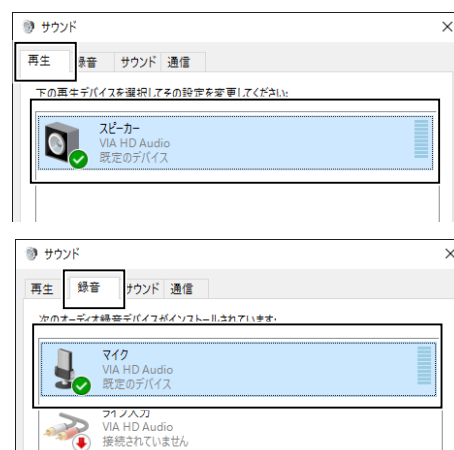 サウンド
再生 録音 サウンド 通信
下の再生デバイスを選択してその設定を変更してください:
スピーカー
VIA HD Audio
既定のデバイス
サウンド
再生 録音 サウンド 通信
次のオーディオ録音デバイスがインストールされています:
マイク
VIA HD Audio
既定のデバイス
ライン入力
VIA HD Audio
接続されていません